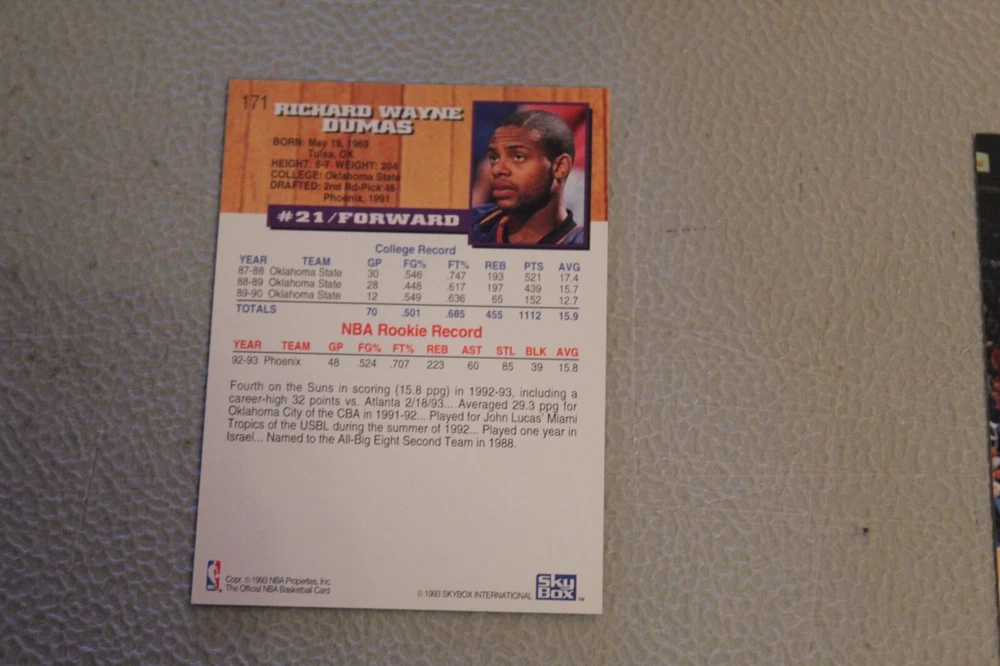 171
RICHARD WAYNE
DUMAS
BORN: May 19, 1969
Tulsa, OK
HEIGHT: 6-7 WEIGHT: 204
COLLEGE: Oklahoma State
DRAFTED: 2nd Rd-Pick 46
Phoenix, 1991
#21/FORWARD
College Record
YEAR TEAM GP FG% FT% REB PTS AVG
87-88 Oklahoma State 30 .546 .747 193 521 17.4
88-89 Oklahoma State 28 .448 .617 197 439 15.7
89-90 Oklahoma State 12 .549 .636 65 152 12.7
TOTALS 70 .501 .685 455 1112 15.9
NBA Rookie Record
YEAR TEAM GP FG% FT% REB AST STL BLK AVG
92-93 Phoenix 48 .524 .707 223 60 85 39 15.8
Fourth on the Suns in scoring (15.8 ppg) in 1992-93, including a
career-high 32 points vs. Atlanta 2/18/93... Averaged 29.3 ppg for
Oklahoma City of the CBA in 1991-92... Played for John Lucas' Miami
Tropics of the USBL during the summer of 1992... Played one year in
Israel... Named to the All-Big Eight Second Team in 1988.
Copr. © 1993 NBA Properties, Inc.
The Official NBA Basketball Card
© 1993 SKYBOX INTERNATIONAL
SkyBox™